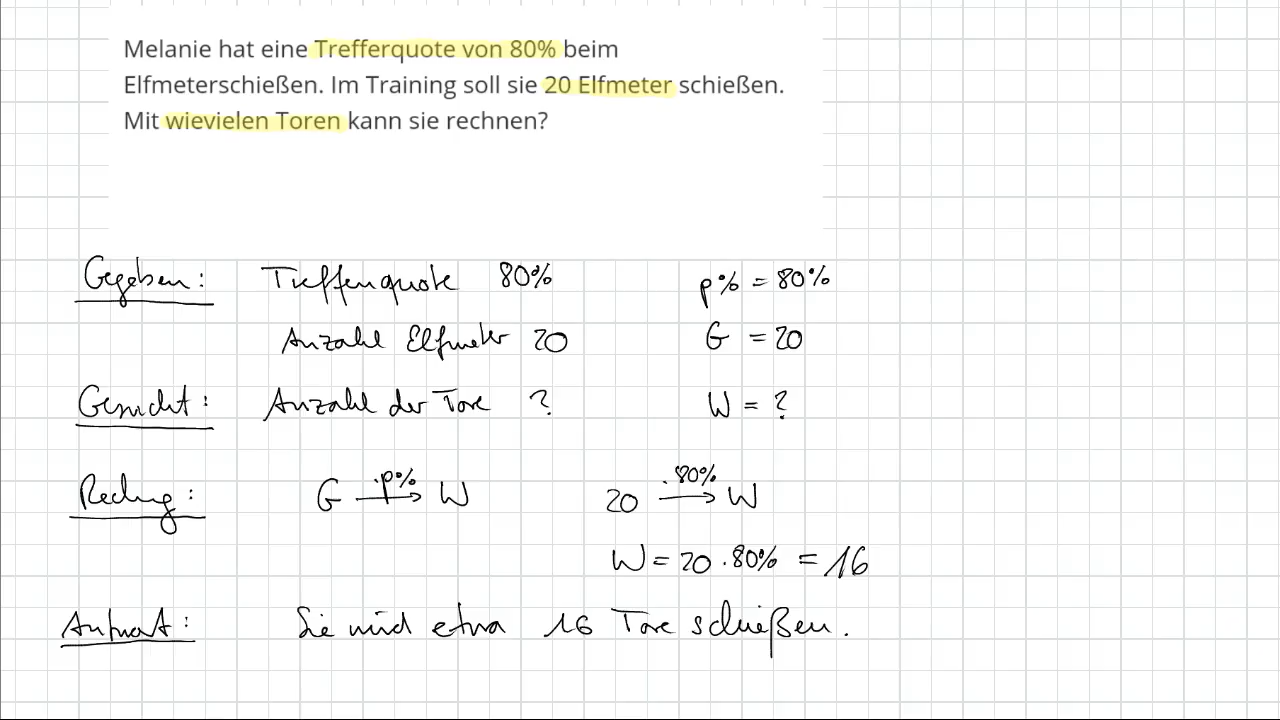 Melanie hat eine Trefferquote von 80% beim
Elfmeterschießen. Im Training soll sie 20 Elfmeter schießen.
Mit wievielen Toren kann sie rechnen?
Gegeben: Trefferquote 80% p% = 80%
Anzahl Elfmeter 20 G = 20
Gesucht: Anzahl der Tore ? W = ?
Rechng: G ·p% → W 20 ·80% → W
W = 20 · 80% = 16
Antwort: Sie wird etwa 16 Tore schießen.